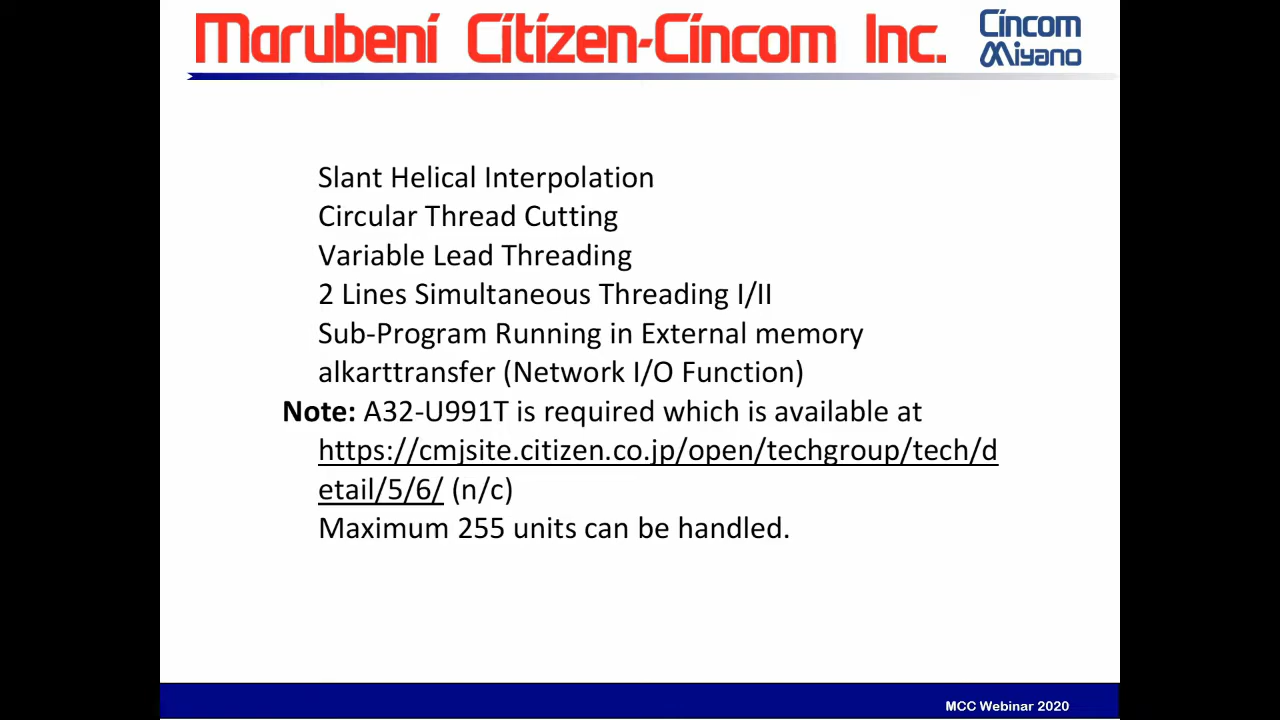 Marubeni Citizen-Cincom Inc.
Cincom
Miyano
Slant Helical Interpolation
Circular Thread Cutting
Variable Lead Threading
2 Lines Simultaneous Threading I/II
Sub-Program Running in External memory
alkarttransfer (Network I/O Function)
Note: A32-U991T is required which is available at
https://cmjsite.citizen.co.jp/open/techgroup/tech/d
etail/5/6/ (n/c)
Maximum 255 units can be handled.
MCC Webinar 2020